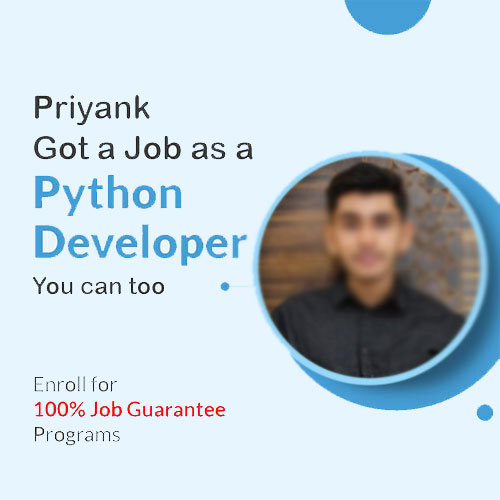 Priyank
Got a Job as a
Python
Developer
You can too
Enroll for
100% Job Guarantee
Programs